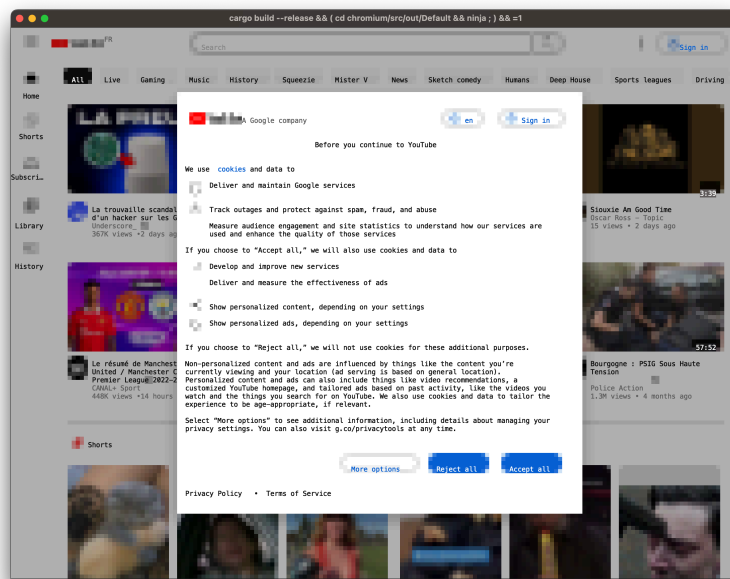 cargo build --release && ( cd chromium/src/out/Default && ninja ; ) && =1
FR
Search
Sign in
All Live Gaming Music History Squeezie Mister V News Sketch comedy Humans Deep House Sports leagues Driving
Home
Shorts
Subscri…
Library
History
La trouvaille scandal
d'un hacker sur les G
Underscore_
367K views •2 days ag
3:39
Siouxie Am Good Time
Oscar Ross - Topic
15 views • 2 days ago
Le résumé de Manchest
United / Manchester C
Premier League 2022-2
CANAL+ Sport
448K views •14 hours
57:52
Bourgogne : PSIG Sous Haute
Tension
Police Action
1.3M views • 4 months ago
Shorts
A Google company
en
Sign in
Before you continue to YouTube
We use cookies and data to
Deliver and maintain Google services
Track outages and protect against spam, fraud, and abuse
Measure audience engagement and site statistics to understand how our services are
used and enhance the quality of those services
If you choose to “Accept all,” we will also use cookies and data to
Develop and improve new services
Deliver and measure the effectiveness of ads
Show personalized content, depending on your settings
Show personalized ads, depending on your settings
If you choose to “Reject all,” we will not use cookies for these additional purposes.
Non-personalized content and ads are influenced by things like the content you’re
currently viewing and your location (ad serving is based on general location).
Personalized content and ads can also include things like video recommendations, a
customized YouTube homepage, and tailored ads based on past activity, like the videos you
watch and the things you search for on YouTube. We also use cookies and data to tailor the
experience to be age-appropriate, if relevant.
Select “More options” to see additional information, including details about managing your
privacy settings. You can also visit g.co/privacytools at any time.
More options
Reject all
Accept all
Privacy Policy • Terms of Service